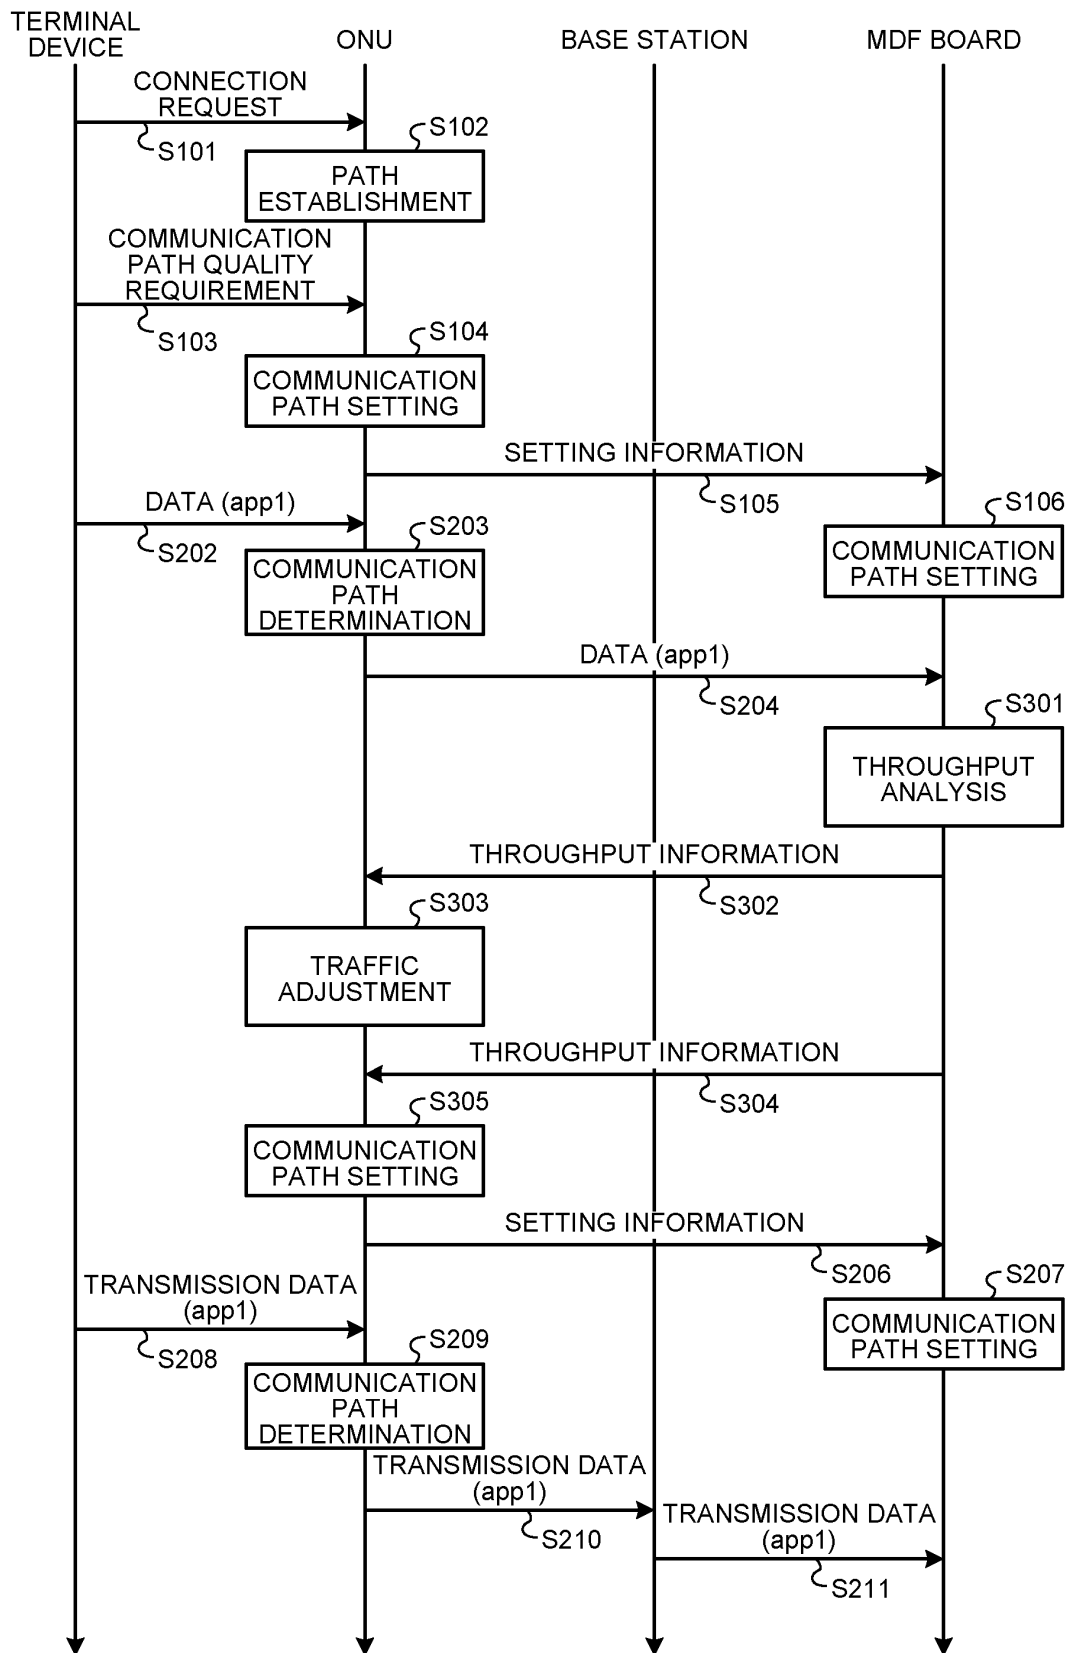 TERMINAL
DEVICE
ONU
BASE STATION
MDF BOARD
CONNECTION
REQUEST
S101
S102
PATH
ESTABLISHMENT
COMMUNICATION
PATH QUALITY
REQUIREMENT
S103
S104
COMMUNICATION
PATH SETTING
SETTING INFORMATION
S105
S106
COMMUNICATION
PATH SETTING
DATA (app1)
S202
S203
COMMUNICATION
PATH
DETERMINATION
DATA (app1)
S204
S301
THROUGHPUT
ANALYSIS
THROUGHPUT INFORMATION
S302
S303
TRAFFIC
ADJUSTMENT
THROUGHPUT INFORMATION
S304
S305
COMMUNICATION
PATH SETTING
SETTING INFORMATION
S206
S207
COMMUNICATION
PATH SETTING
TRANSMISSION DATA
(app1)
S208
S209
COMMUNICATION
PATH
DETERMINATION
TRANSMISSION DATA
(app1)
S210
TRANSMISSION DATA
(app1)
S211